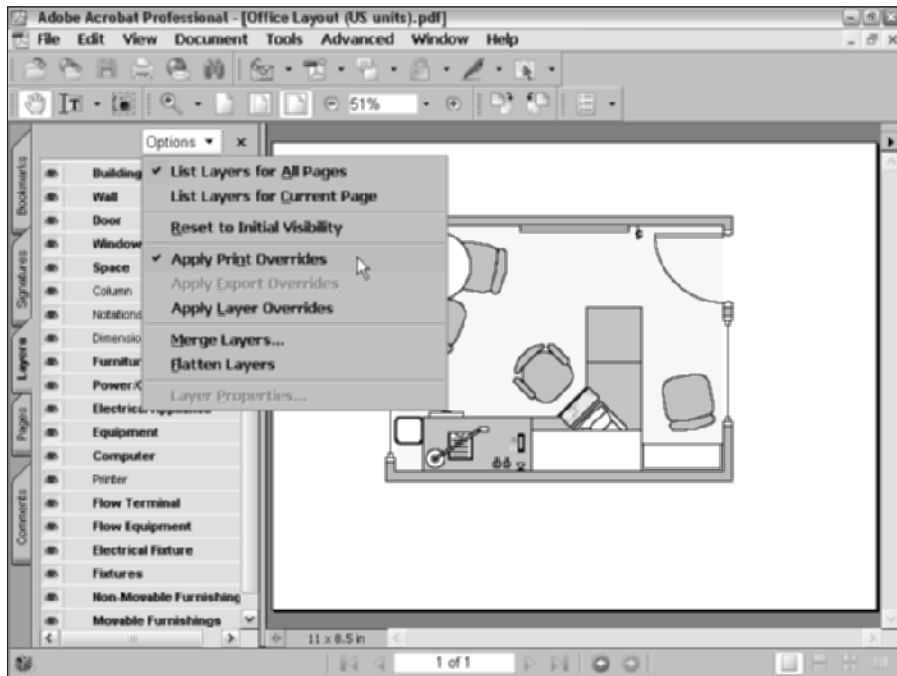 Adobe Acrobat Professional - [Office Layout (US units).pdf]
File Edit View Document Tools Advanced Window Help
51%
Options
Bookmarks
Signatures
Layers
Pages
Comments
List Layers for All Pages
List Layers for Current Page
Reset to Initial Visibility
Apply Print Overrides
Apply Export Overrides
Apply Layer Overrides
Merge Layers...
Flatten Layers
Layer Properties...
Building
Wall
Door
Window
Space
Column
Notations
Dimensio
Furnitur
Power/C
Equipment
Computer
Printer
Flow Terminal
Flow Equipment
Electrical Fixture
Fixtures
Non-Movable Furnishing
Movable Furnishings
11 x 8.5 in
1 of 1